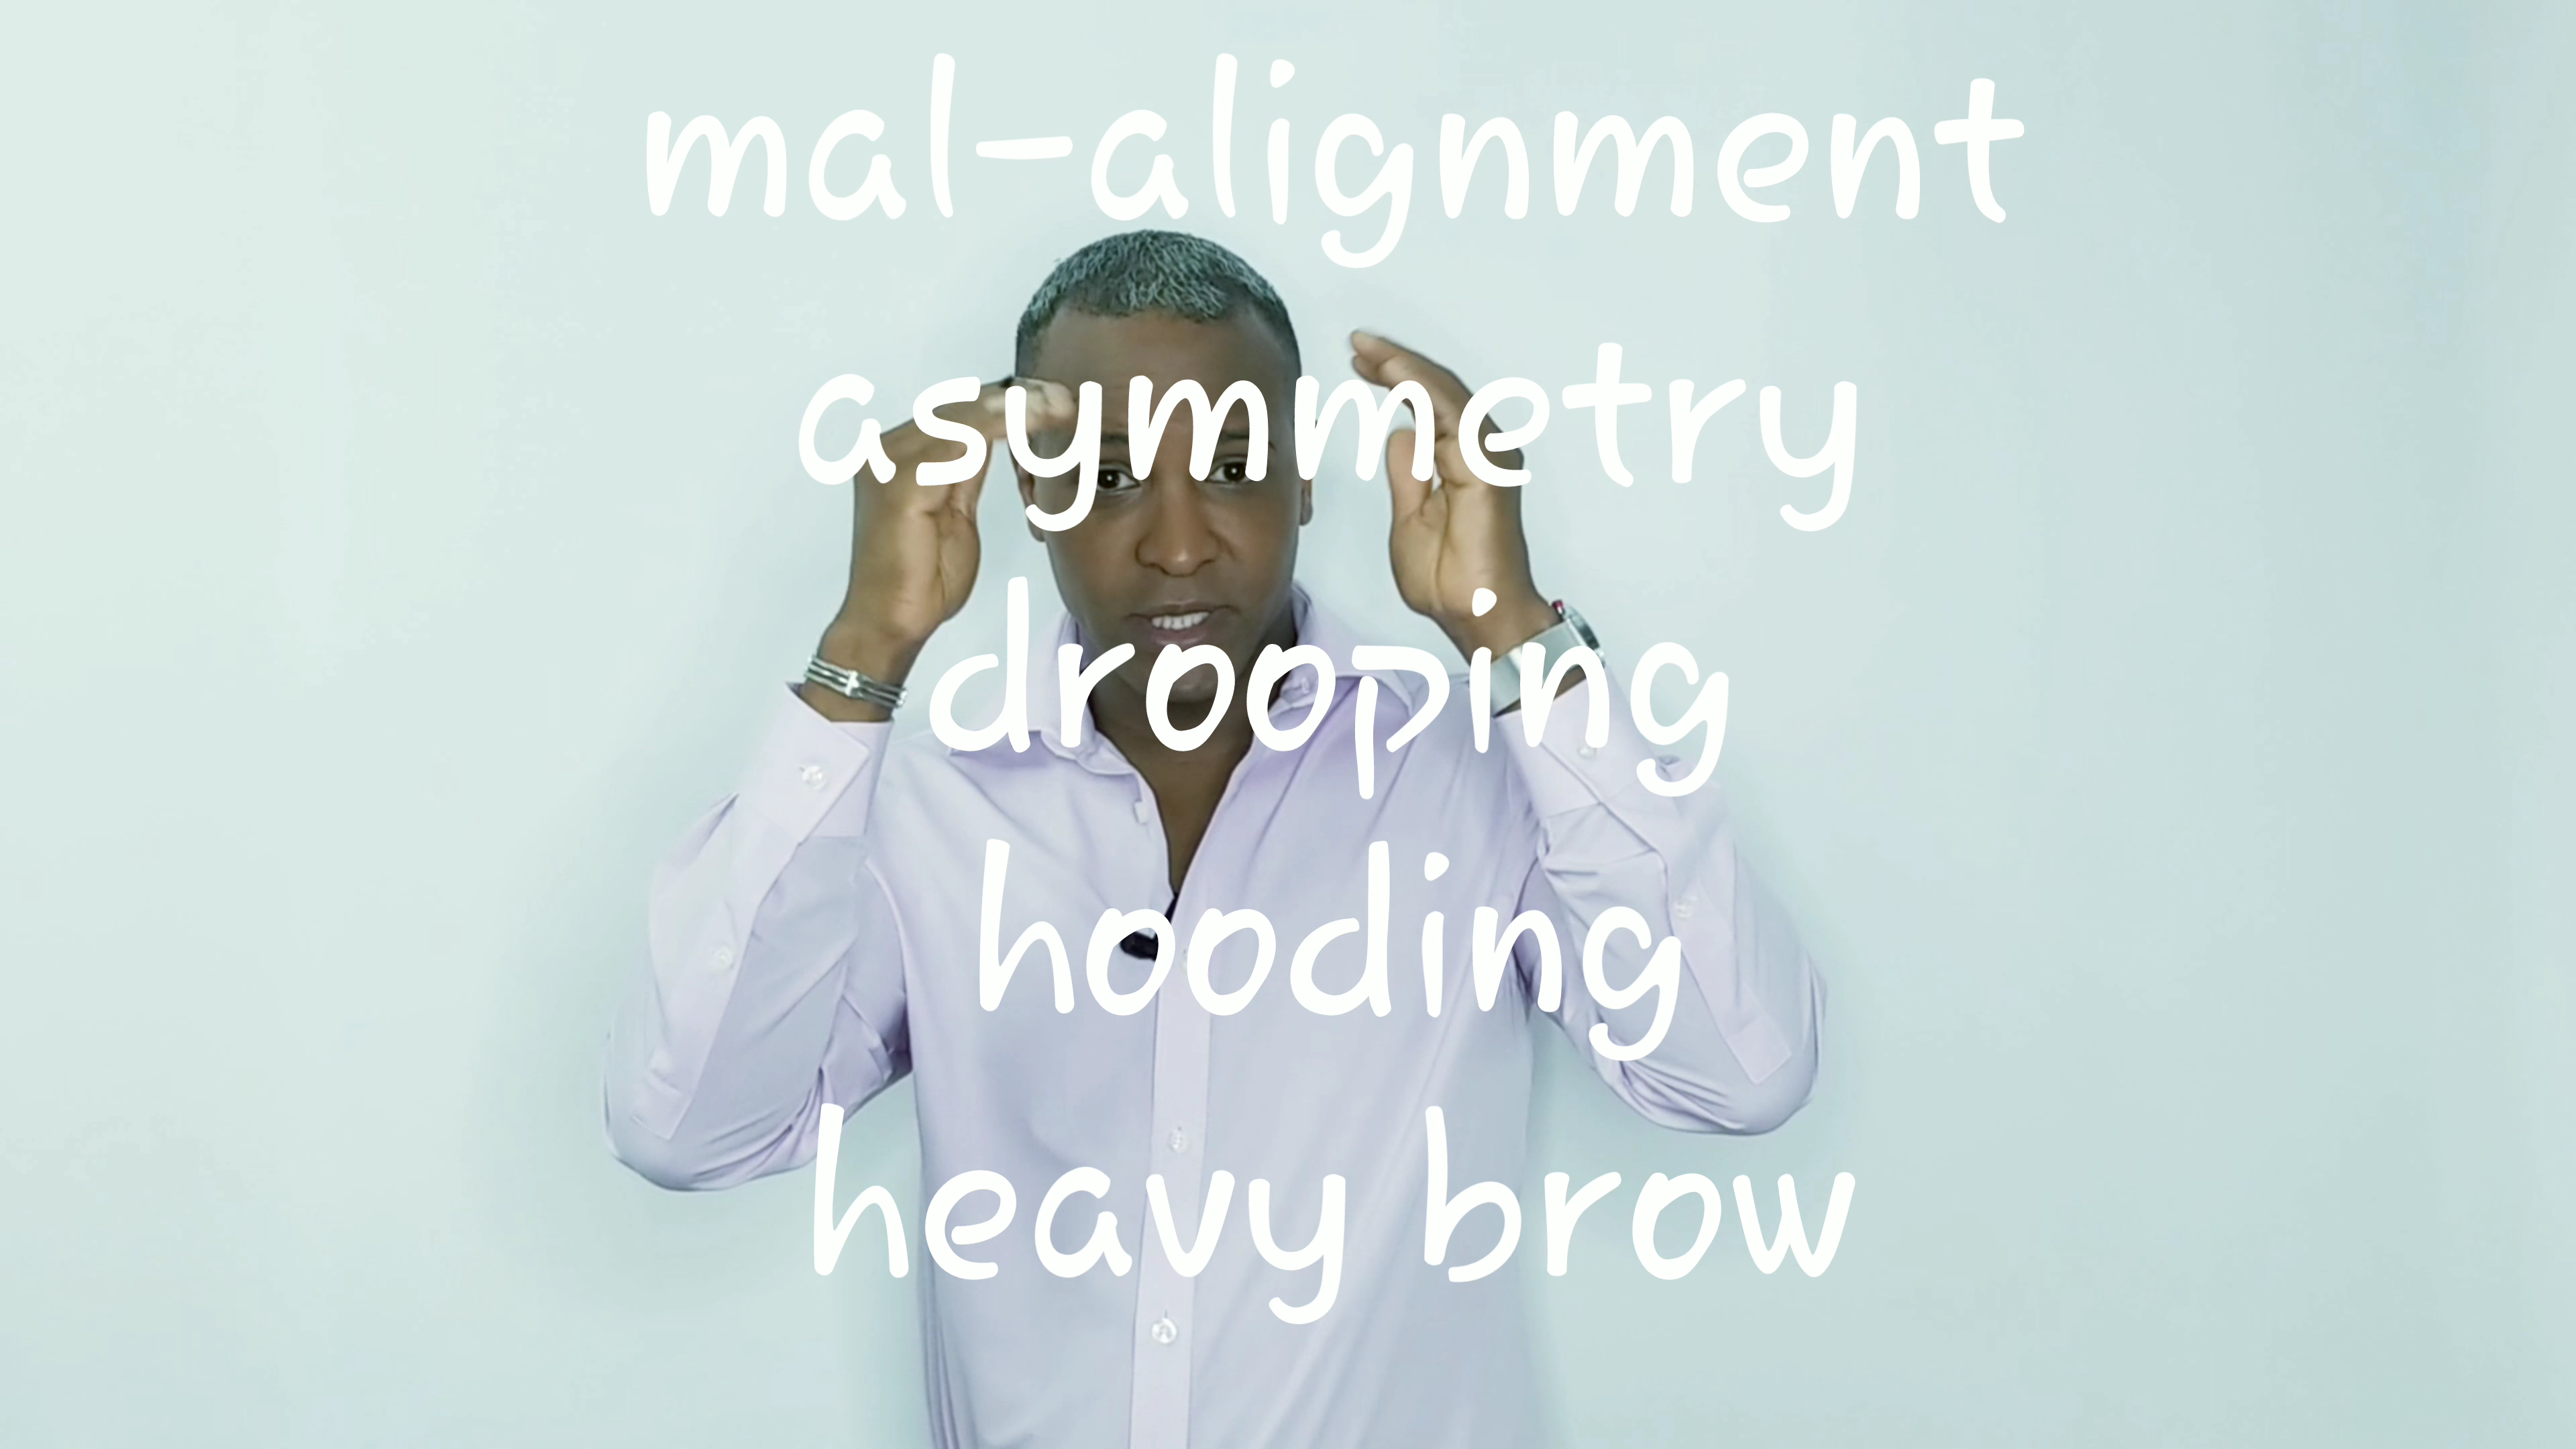 mal-alignment
asymmetry
drooping
hooding
heavy brow